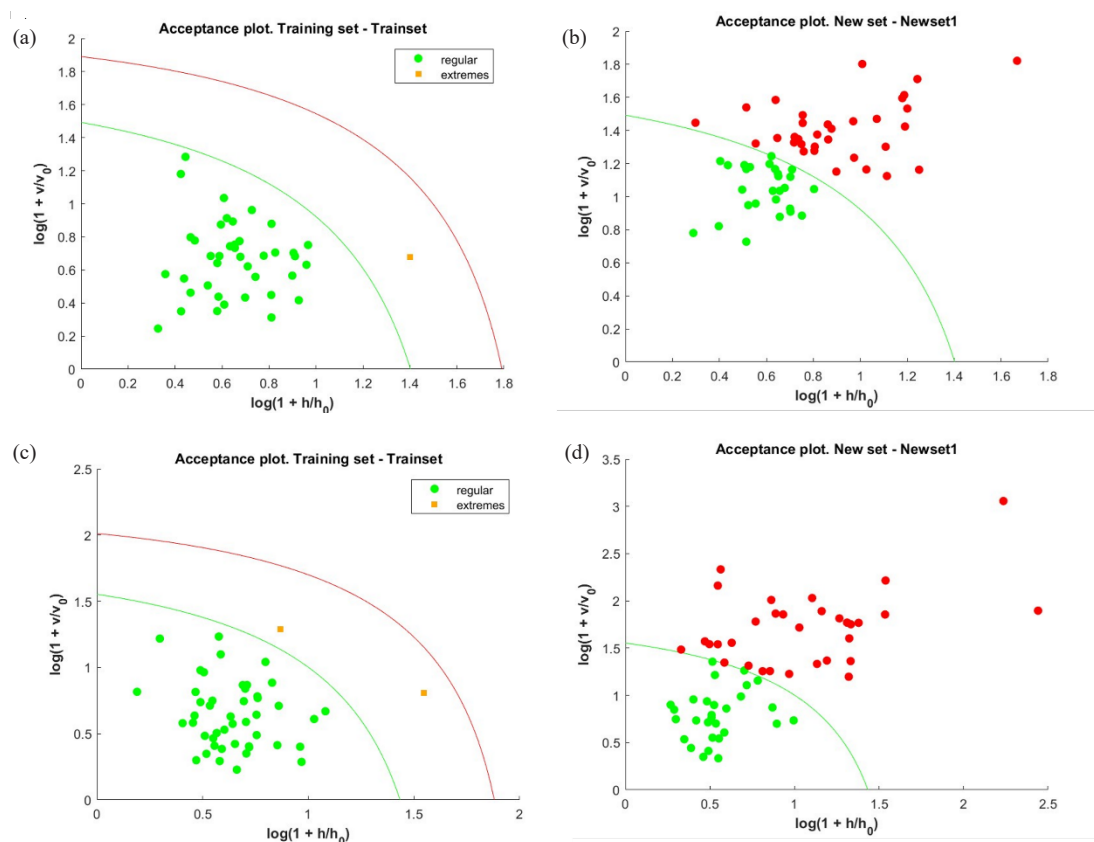 (a)
Acceptance plot. Training set - Trainset
2
1.8
1.6
1.4
1.2
1
0.8
0.6
0.4
0.2
0
log(1 + v/v0)
regular
extremes
0 0.2 0.4 0.6 0.8 1 1.2 1.4 1.6 1.8
log(1 + h/h0)
(b)
Acceptance plot. New set - Newset1
2
1.8
1.6
1.4
1.2
1
0.8
0.6
0.4
0.2
0
log(1 + v/v0)
0 0.2 0.4 0.6 0.8 1 1.2 1.4 1.6 1.8
log(1 + h/h0)
(c)
Acceptance plot. Training set - Trainset
2.5
2
1.5
1
0.5
0
log(1 + v/v0)
regular
extremes
0 0.5 1 1.5 2
log(1 + h/h0)
(d)
Acceptance plot. New set - Newset1
3.5
3
2.5
2
1.5
1
0.5
0
log(1 + v/v0)
0 0.5 1 1.5 2 2.5
log(1 + h/h0)